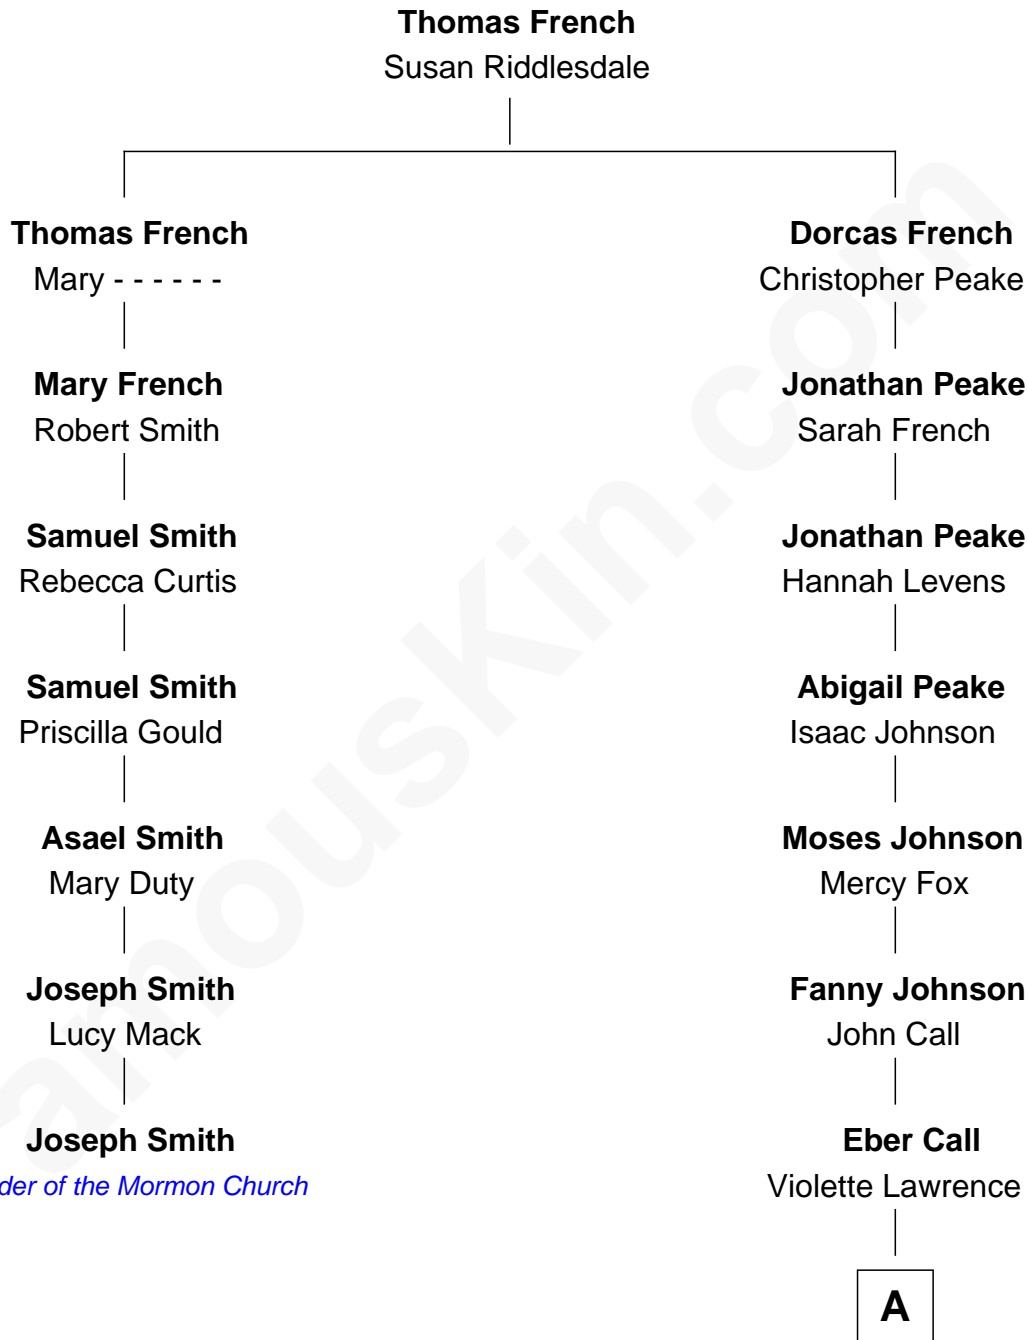 Thomas French
Susan Riddlesdale
Thomas French
Mary - - - - - -
Dorcas French
Christopher Peake
Mary French
Robert Smith
Jonathan Peake
Sarah French
Samuel Smith
Rebecca Curtis
Jonathan Peake
Hannah Levens
Samuel Smith
Priscilla Gould
Abigail Peake
Isaac Johnson
Asael Smith
Mary Duty
Moses Johnson
Mercy Fox
Joseph Smith
Lucy Mack
Fanny Johnson
John Call
Joseph Smith
der of the Mormon Church
Eber Call
Violette Lawrence
A
amouskin.com